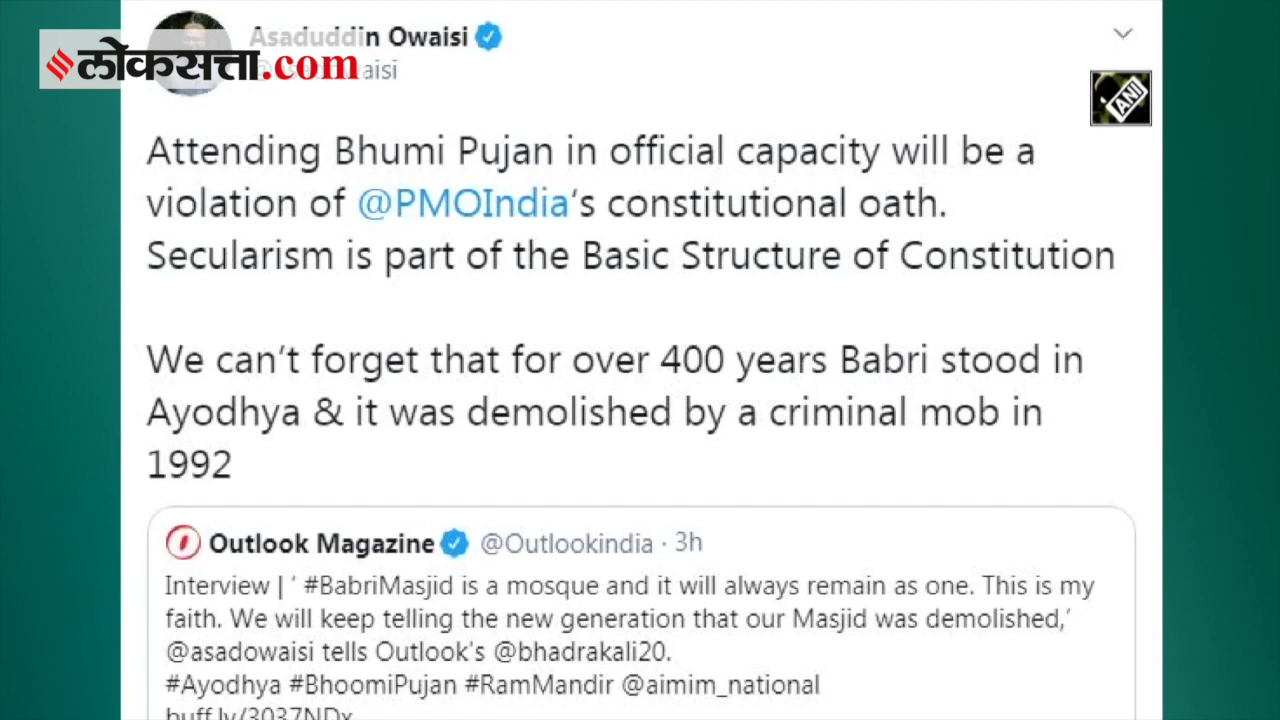 Asaduddin Owaisi
लोकसत्ता.com
aisi
ANI
Attending Bhumi Pujan in official capacity will be a
violation of @PMOIndia‘s constitutional oath.
Secularism is part of the Basic Structure of Constitution
We can’t forget that for over 400 years Babri stood in
Ayodhya & it was demolished by a criminal mob in
1992
Outlook Magazine @Outlookindia · 3h
Interview | ‘ #BabriMasjid is a mosque and it will always remain as one. This is my
faith. We will keep telling the new generation that our Masjid was demolished,’
@asadowaisi tells Outlook's @bhadrakali20.
#Ayodhya #BhoomiPujan #RamMandir @aimim_national
buff.ly/3037NDx